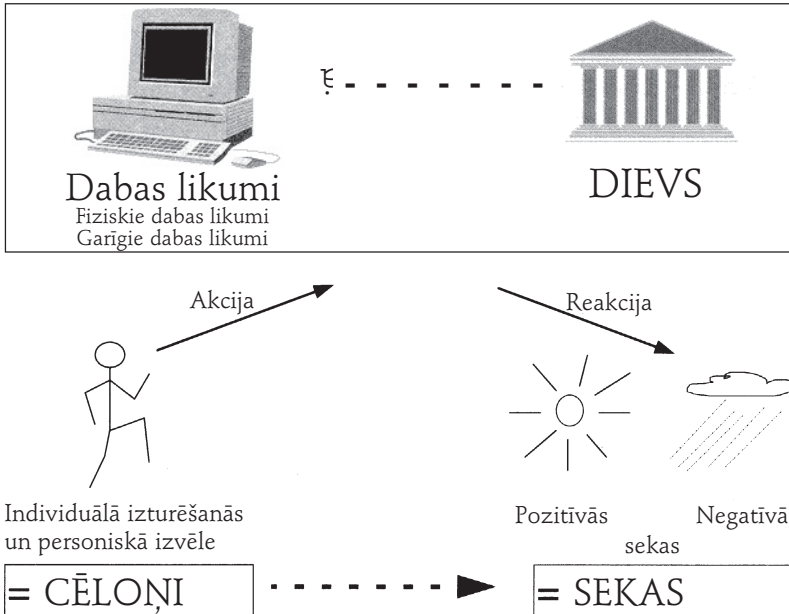 Dabas likumi
Fiziskie dabas likumi
Garīgie dabas likumi
DIEVS
Akcija
Reakcija
Individuālā izturēšanās
un personiskā izvēle
Pozitīvās
Negatīvā
sekas
= CĒLOŅI
= SEKAS